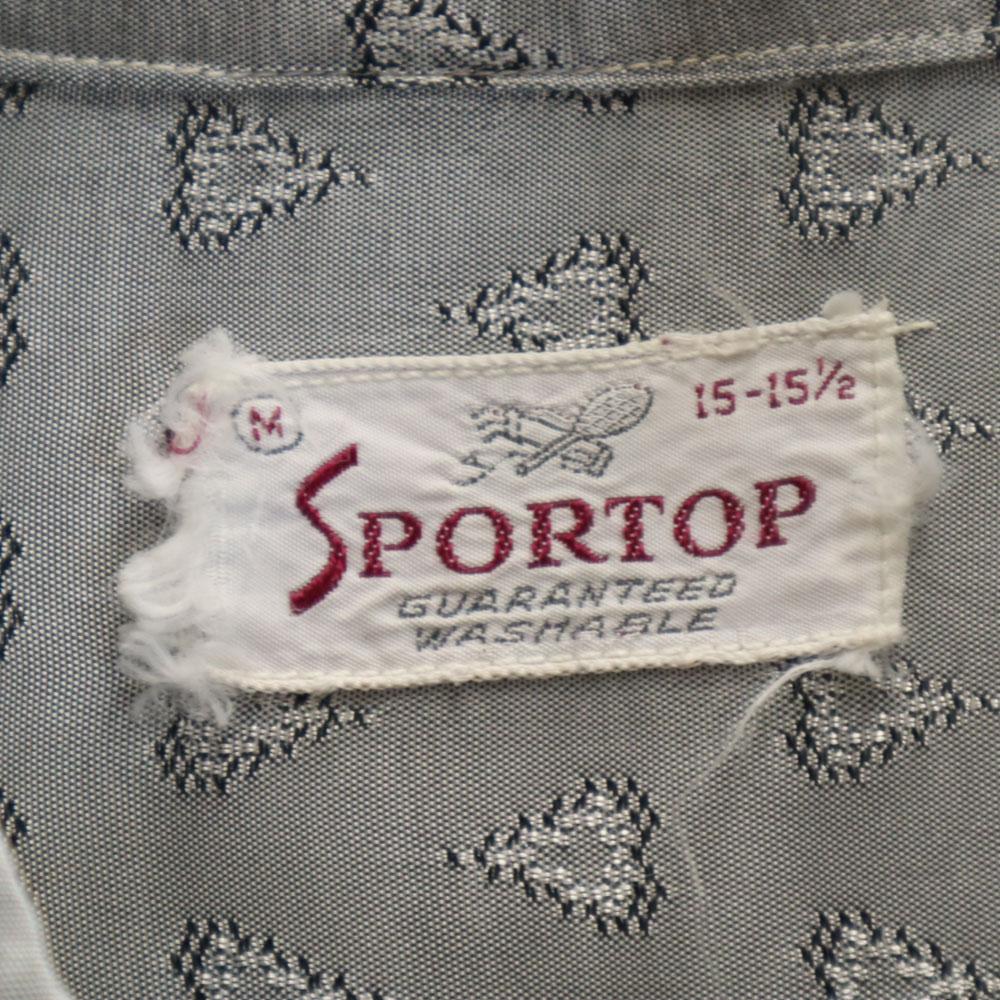 M
15-15½
SPORTOP
GUARANTEED
WASHABLE